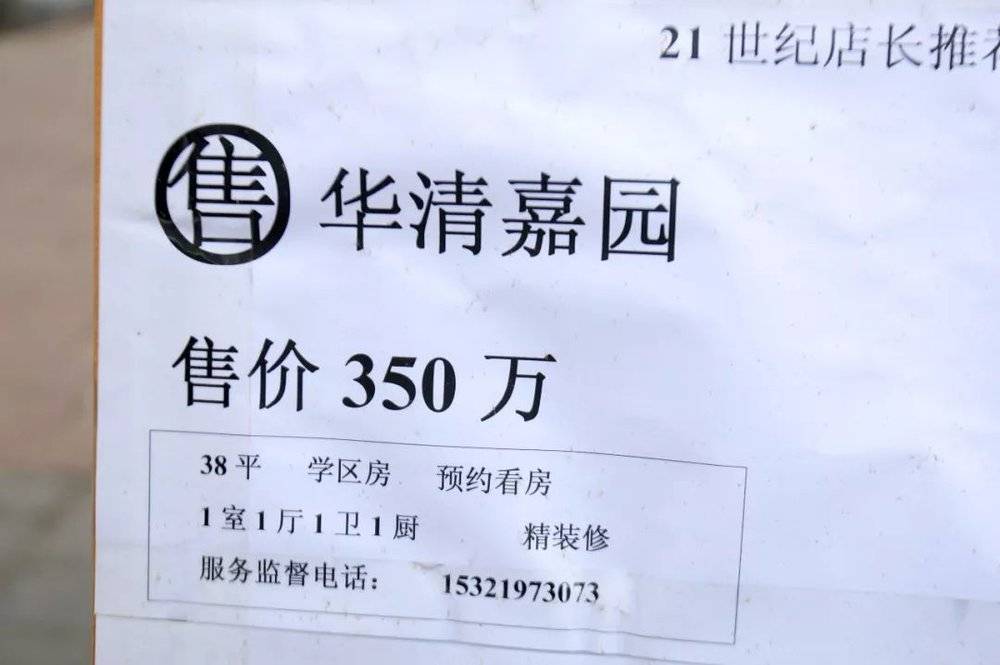 21 世纪店长推荐
售 华清嘉园
售价 350 万
38 平 学区房 预约看房
1 室 1 厅 1 卫 1 厨 精装修
服务监督电话： 15321973073